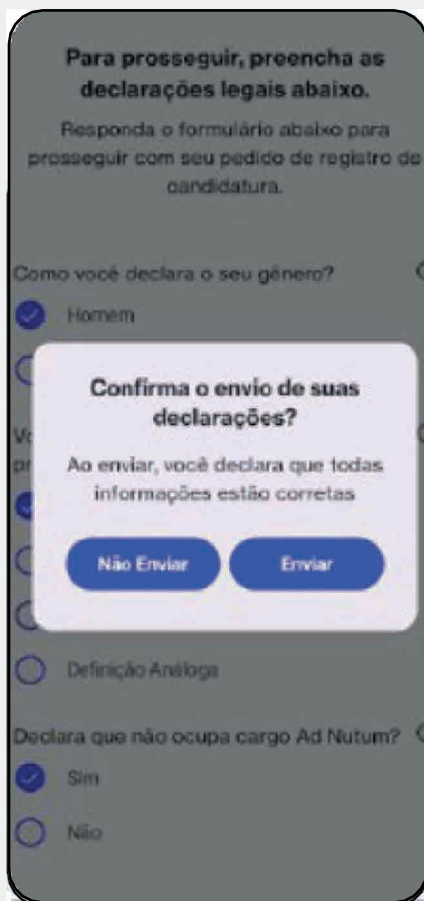 Para prosseguir, preencha as
declarações legais abaixo.
Responda o formulário abaixo para
prosseguir com seu pedido de registro de
candidatura.
Como você declara o seu gênero?
Homem
Confirma o envio de suas
declarações?
Ao enviar, você declara que todas
informações estão corretas
Não Enviar
Enviar
Definição Análoga
Declara que não ocupa cargo Ad Nutum?
Sim
Não